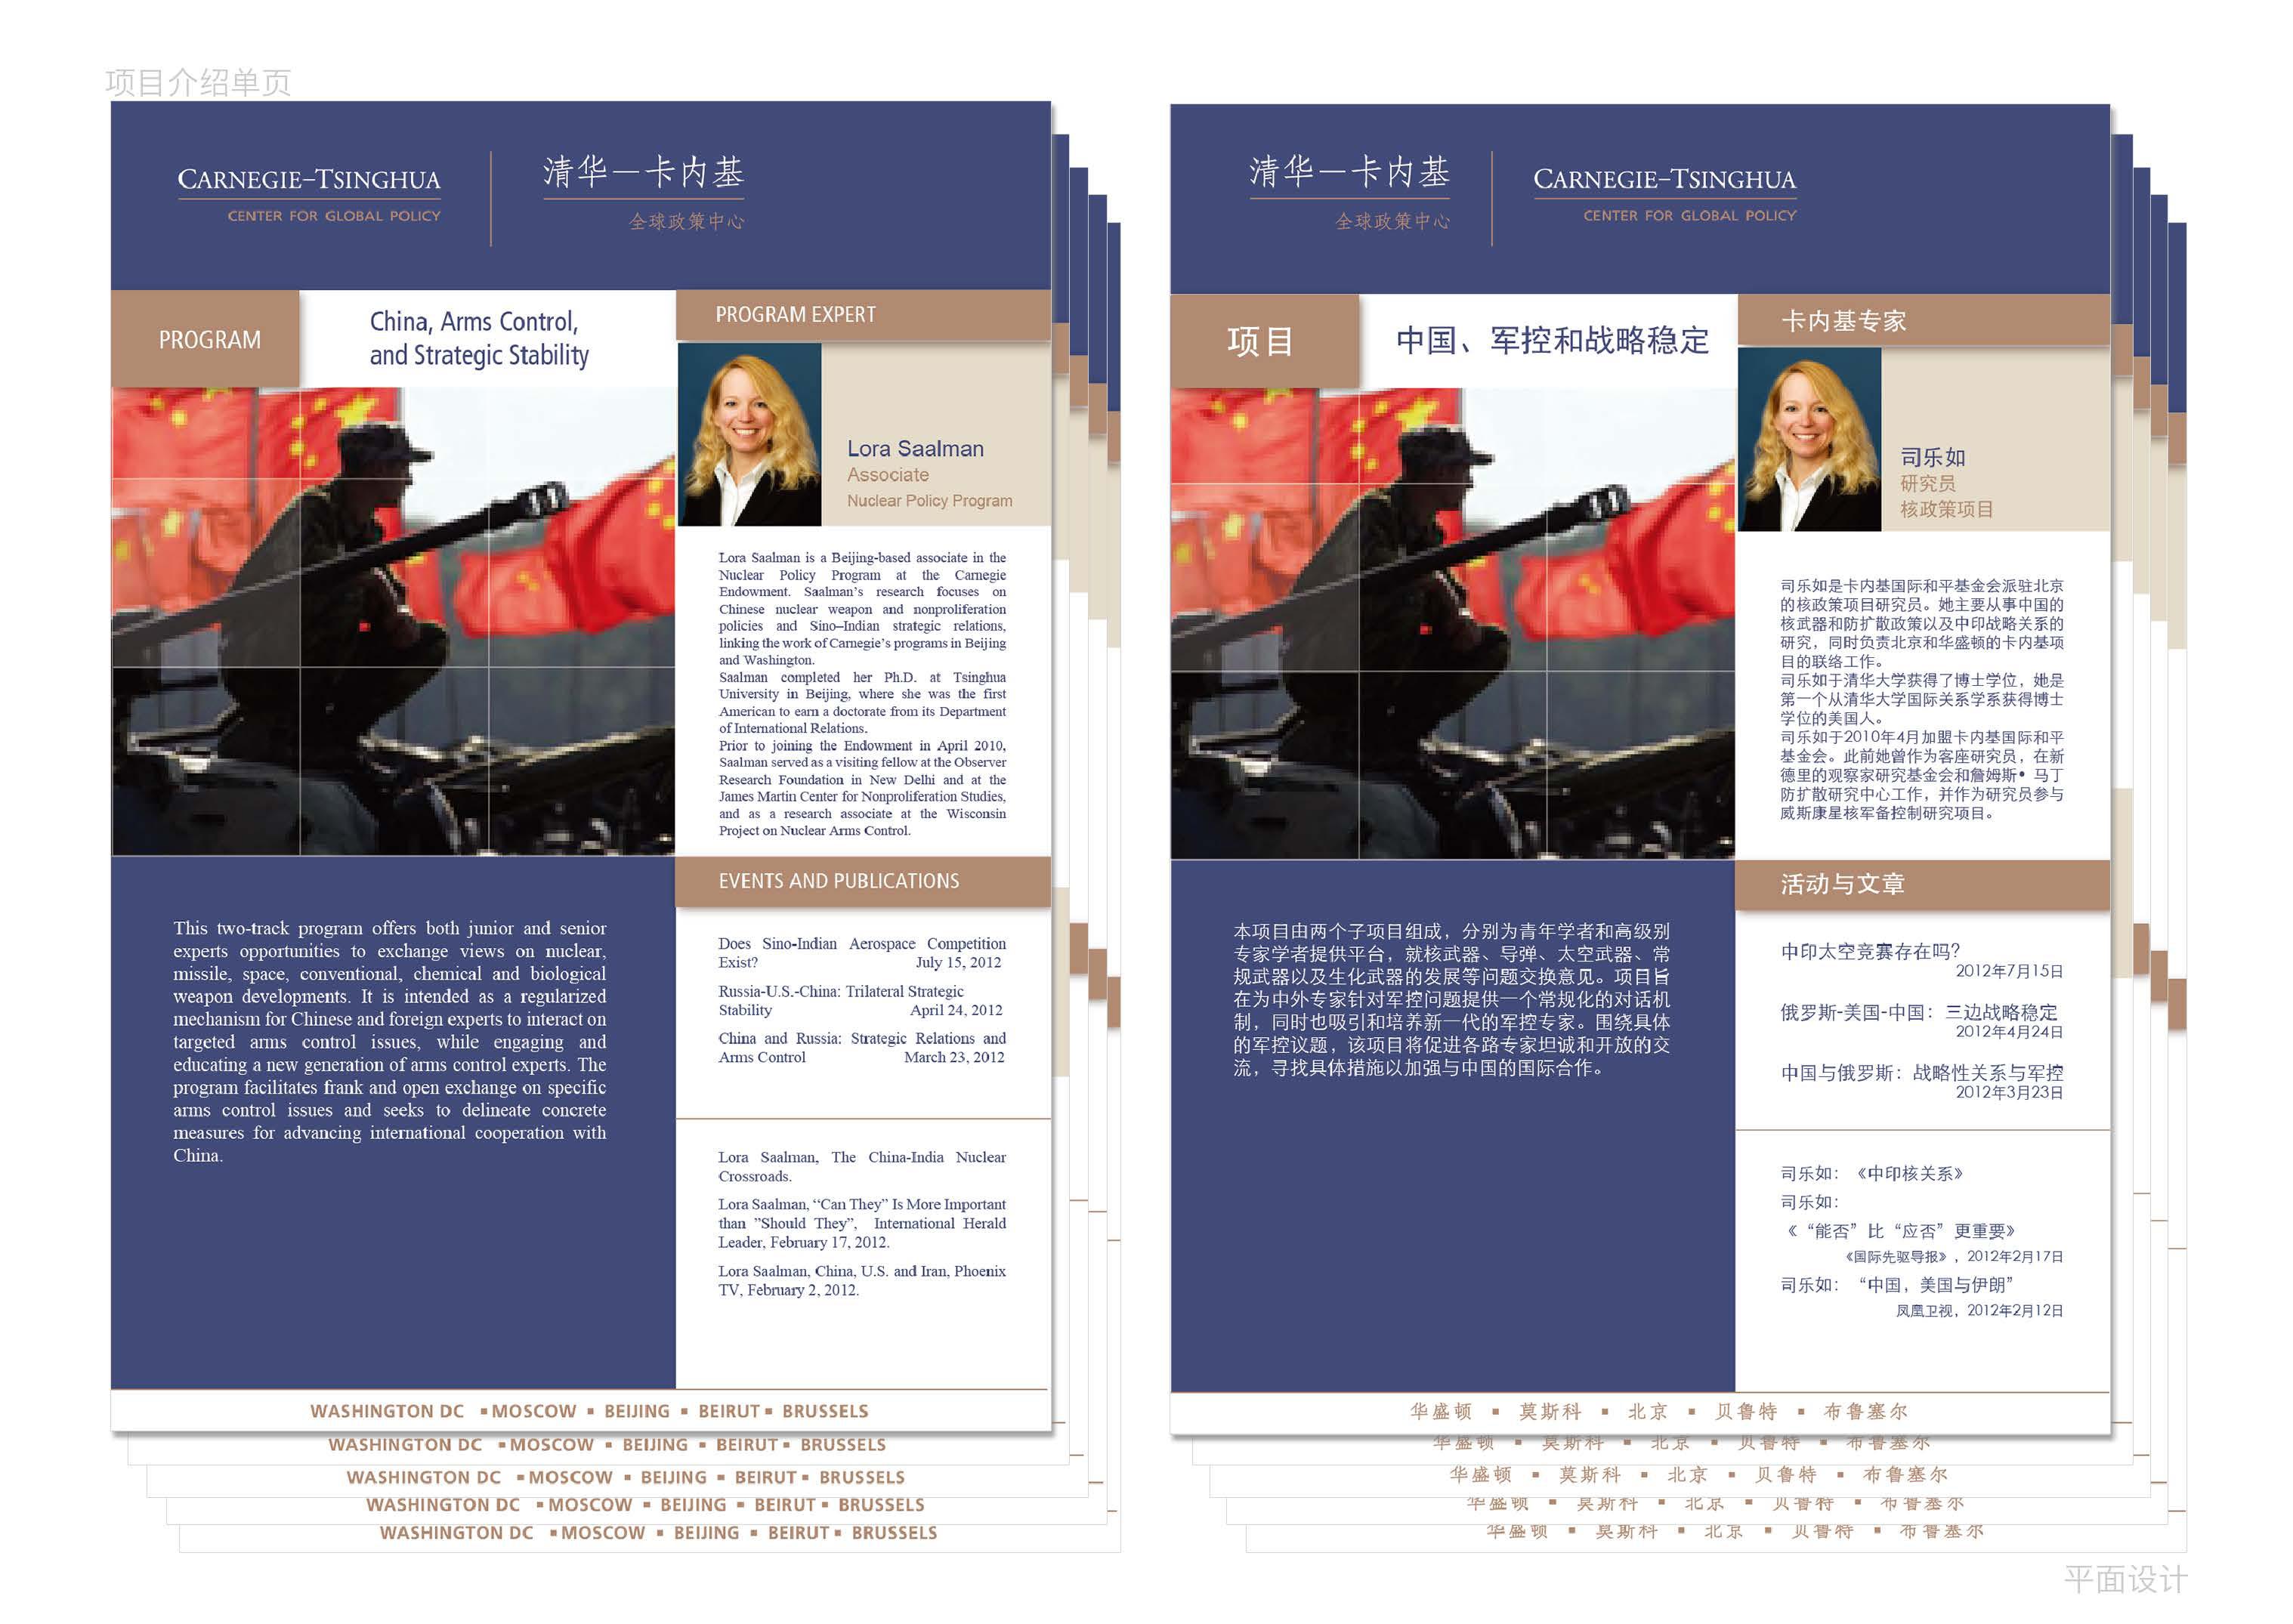 项目介绍单页
CARNEGIE–TSINGHUA
CENTER FOR GLOBAL POLICY
清华—卡内基
全球政策中心
PROGRAM
China, Arms Control,
and Strategic Stability
PROGRAM EXPERT
Lora Saalman
Associate
Nuclear Policy Program
Lora Saalman is a Beijing-based associate in the
Nuclear Policy Program at the Carnegie
Endowment. Saalman’s research focuses on
Chinese nuclear weapon and nonproliferation
policies and Sino–Indian strategic relations,
linking the work of Carnegie’s programs in Beijing
and Washington.
Saalman completed her Ph.D. at Tsinghua
University in Beijing, where she was the first
American to earn a doctorate from its Department
of International Relations.
Prior to joining the Endowment in April 2010,
Saalman served as a visiting fellow at the Observer
Research Foundation in New Delhi and at the
James Martin Center for Nonproliferation Studies,
and as a research associate at the Wisconsin
Project on Nuclear Arms Control.
This two-track program offers both junior and senior
experts opportunities to exchange views on nuclear,
missile, space, conventional, chemical and biological
weapon developments. It is intended as a regularized
mechanism for Chinese and foreign experts to interact on
targeted arms control issues, while engaging and
educating a new generation of arms control experts. The
program facilitates frank and open exchange on specific
arms control issues and seeks to delineate concrete
measures for advancing international cooperation with
China.
EVENTS AND PUBLICATIONS
Does Sino-Indian Aerospace Competition
Exist? July 15, 2012
Russia-U.S.-China: Trilateral Strategic
Stability April 24, 2012
China and Russia: Strategic Relations and
Arms Control March 23, 2012
Lora Saalman, The China-India Nuclear
Crossroads.
Lora Saalman, “Can They” Is More Important
than ”Should They”, International Herald
Leader, February 17, 2012.
Lora Saalman, China, U.S. and Iran, Phoenix
TV, February 2, 2012.
WASHINGTON DC ▪ MOSCOW ▪ BEIJING ▪ BEIRUT ▪ BRUSSELS
WASHINGTON DC ▪ MOSCOW ▪ BEIJING ▪ BEIRUT ▪ BRUSSELS
WASHINGTON DC ▪ MOSCOW ▪ BEIJING ▪ BEIRUT ▪ BRUSSELS
WASHINGTON DC ▪ MOSCOW ▪ BEIJING ▪ BEIRUT ▪ BRUSSELS
WASHINGTON DC ▪ MOSCOW ▪ BEIJING ▪ BEIRUT ▪ BRUSSELS
清华—卡内基
全球政策中心
CARNEGIE–TSINGHUA
CENTER FOR GLOBAL POLICY
项目
中国、军控和战略稳定
卡内基专家
司乐如
研究员
核政策项目
司乐如是卡内基国际和平基金会派驻北京
的核政策项目研究员。她主要从事中国的
核武器和防扩散政策以及中印战略关系的
研究，同时负责北京和华盛顿的卡内基项
目的联络工作。
司乐如于清华大学获得了博士学位，她是
第一个从清华大学国际关系学系获得博士
学位的美国人。
司乐如于2010年4月加盟卡内基国际和平
基金会。此前她曾作为客座研究员，在新
德里的观察家研究基金会和詹姆斯• 马丁
防扩散研究中心工作，并作为研究员参与
威斯康星核军备控制研究项目。
本项目由两个子项目组成，分别为青年学者和高级别
专家学者提供平台，就核武器、导弹、太空武器、常
规武器以及生化武器的发展等问题交换意见。项目旨
在为中外专家针对军控问题提供一个常规化的对话机
制，同时也吸引和培养新一代的军控专家。围绕具体
的军控议题，该项目将促进各路专家坦诚和开放的交
流，寻找具体措施以加强与中国的国际合作。
活动与文章
中印太空竞赛存在吗?
2012年7月15日
俄罗斯-美国-中国：三边战略稳定
2012年4月24日
中国与俄罗斯：战略性关系与军控
2012年3月23日
司乐如：《中印核关系》
司乐如：
《“能否”比“应否”更重要》
《国际先驱导报》，2012年2月17日
司乐如：“中国，美国与伊朗”
凤凰卫视，2012年2月12日
华盛顿 ▪ 莫斯科 ▪ 北京 ▪ 贝鲁特 ▪ 布鲁塞尔
华盛顿 ▪ 莫斯科 ▪ 北京 ▪ 贝鲁特 ▪ 布鲁塞尔
华盛顿 ▪ 莫斯科 ▪ 北京 ▪ 贝鲁特 ▪ 布鲁塞尔
华盛顿 ▪ 莫斯科 ▪ 北京 ▪ 贝鲁特 ▪ 布鲁塞尔
华盛顿 ▪ 莫斯科 ▪ 北京 ▪ 贝鲁特 ▪ 布鲁塞尔
平面设计